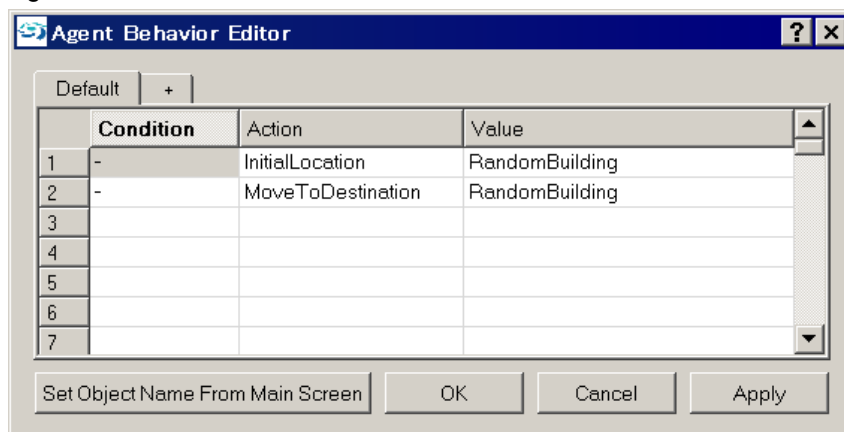 Agent Behavior Editor
Default +
Condition Action Value
1 - InitialLocation RandomBuilding
2 - MoveToDestination RandomBuilding
3
4
5
6
7
Set Object Name From Main Screen OK Cancel Apply